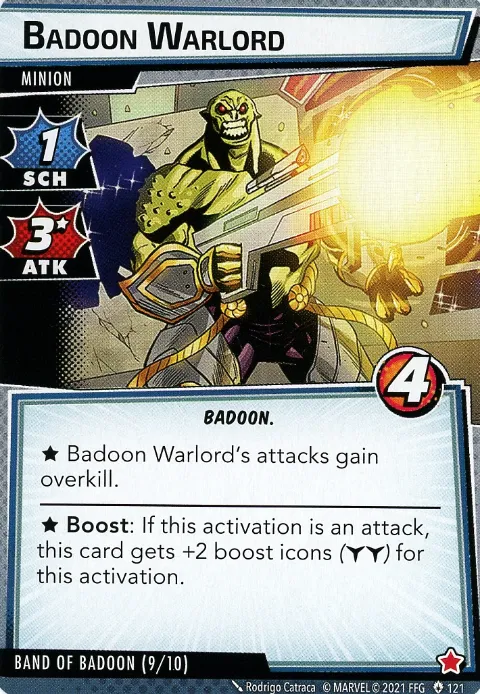 BADOON WARLORD
MINION
1
SCH
3★
ATK
4
BADOON.
★ Badoon Warlord's attacks gain
overkill.
★ Boost: If this activation is an attack,
this card gets +2 boost icons () for
this activation.
BAND OF BADOON (9/10)
Rodrigo Catraca © MARVEL © 2021 FFG 121